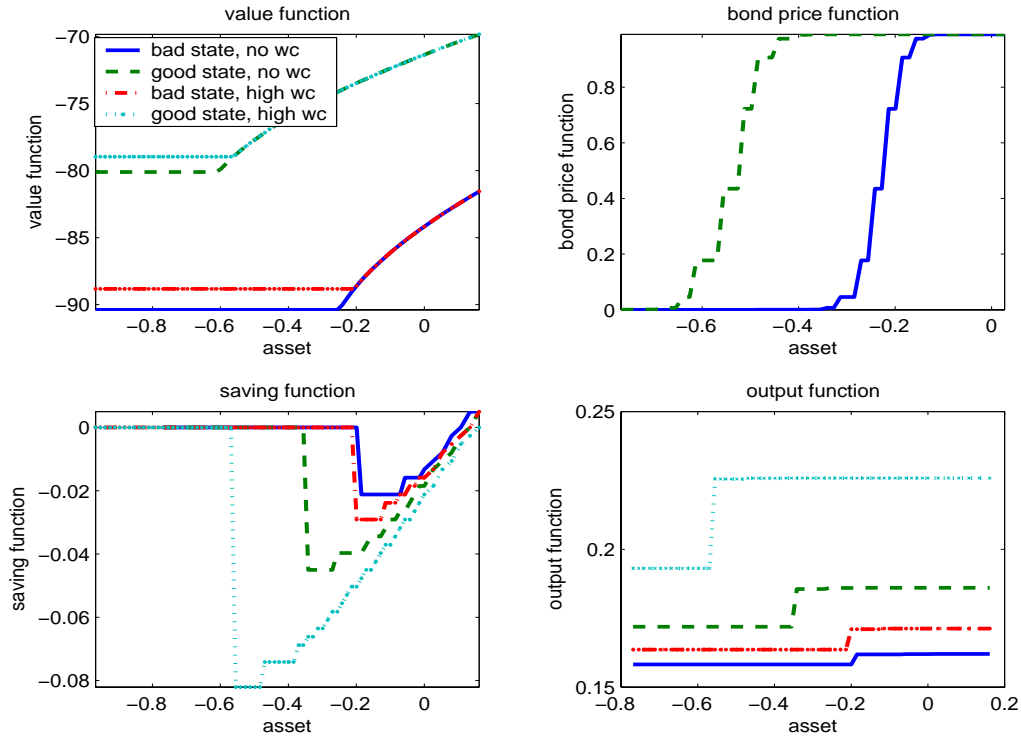 value function
value function
−70
−75
−80
−85
−90
bad state, no wc
good state, no wc
bad state, high wc
good state, high wc
−0.8 −0.6 −0.4 −0.2 0
asset
bond price function
bond price function
0.8
0.6
0.4
0.2
0
−0.6 −0.4 −0.2 0
asset
saving function
saving function
0
−0.02
−0.04
−0.06
−0.08
−0.8 −0.6 −0.4 −0.2 0
asset
output function
output function
0.25
0.2
0.15
−0.8 −0.6 −0.4 −0.2 0 0.2
asset